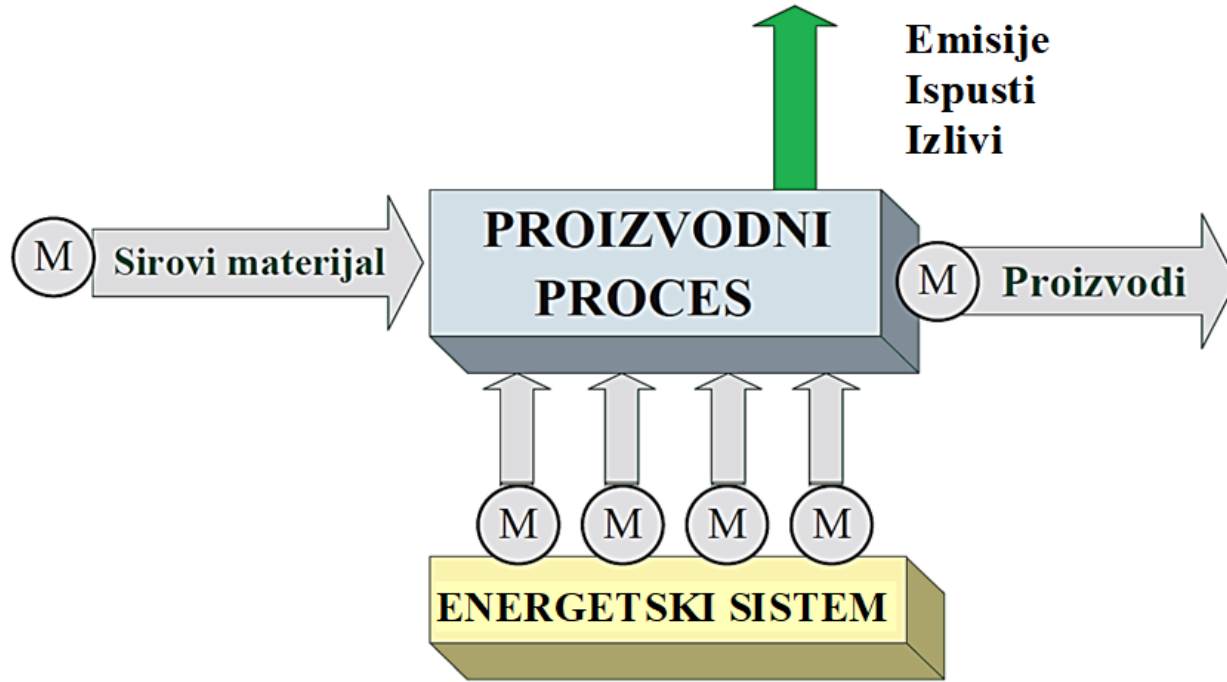 Emisije
Ispusti
Izlivi
PROIZVODNI
PROCES
M
Sirovi materijal
M
Proizvodi
M
M
M
M
ENERGETSKI SISTEM